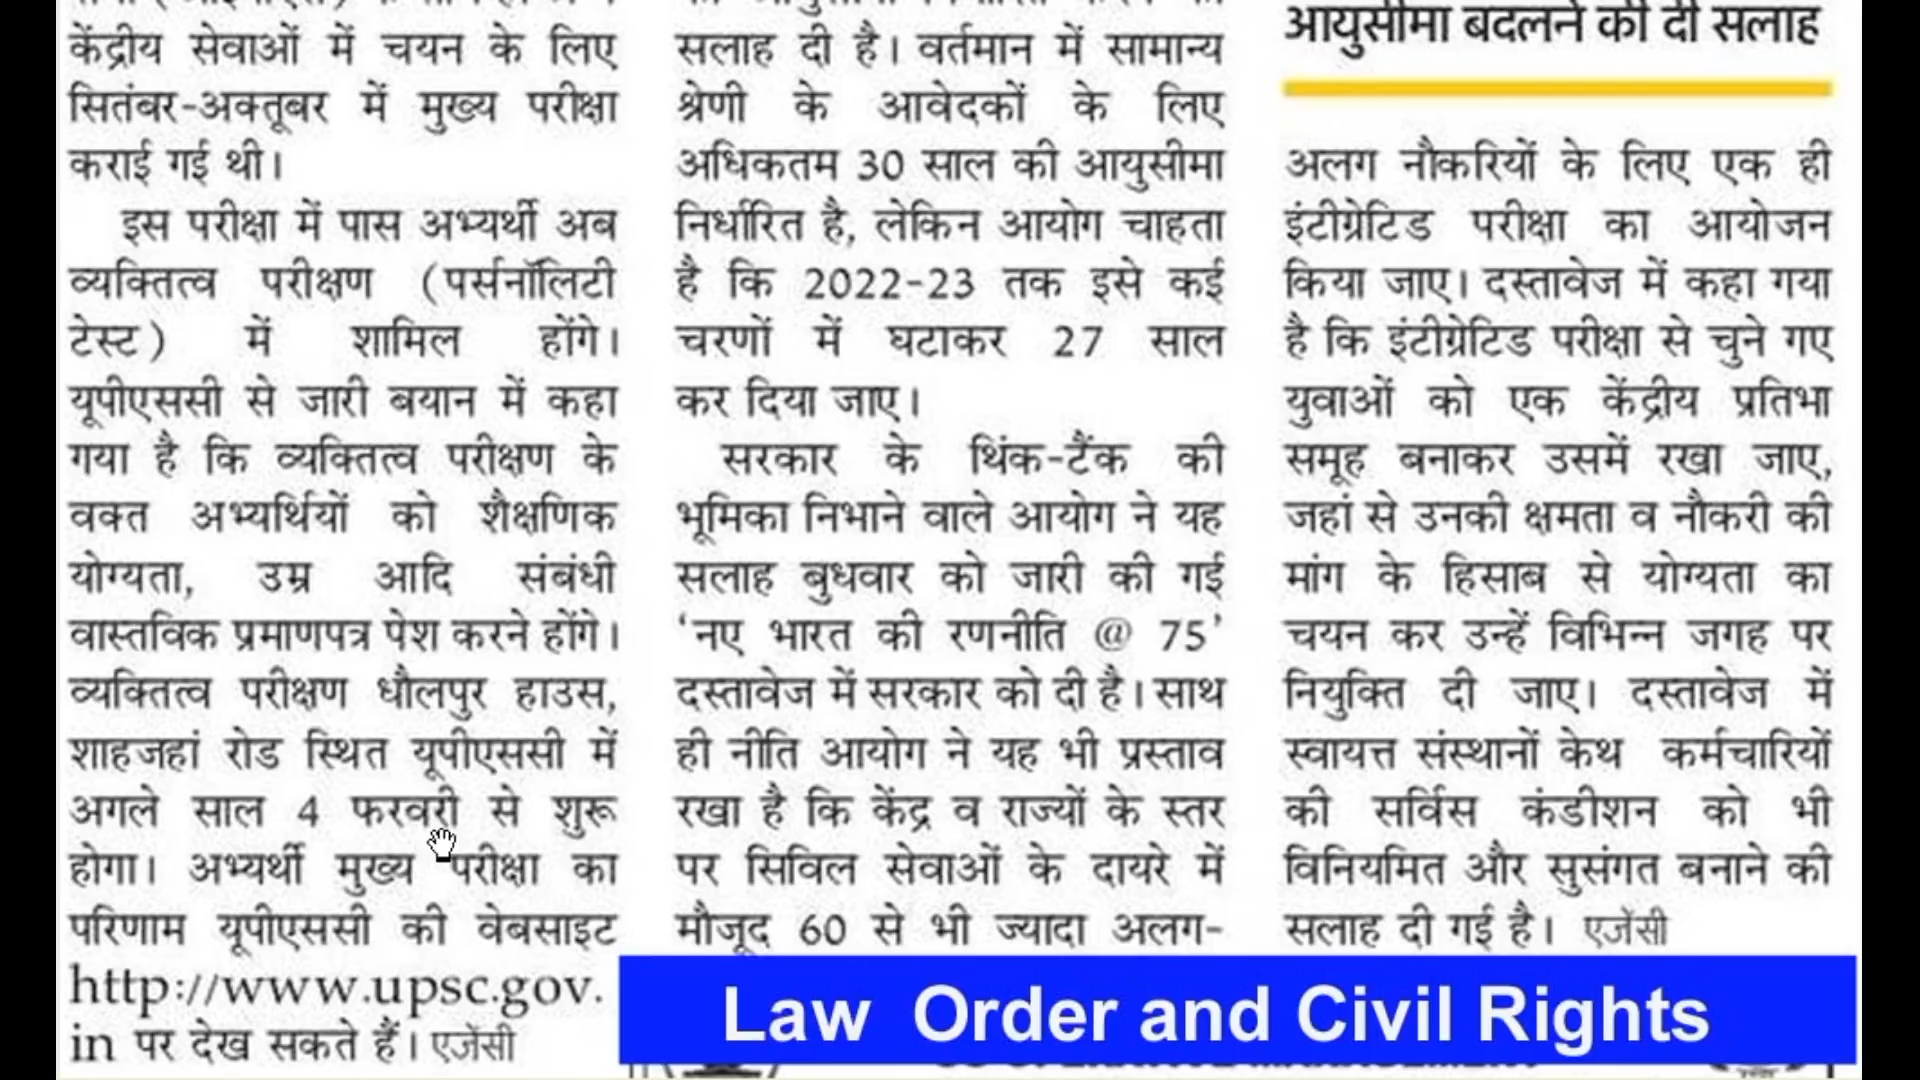 केंद्रीय सेवाओं में चयन के लिए
सितंबर-अक्तूबर में मुख्य परीक्षा
कराई गई थी।
इस परीक्षा में पास अभ्यर्थी अब
व्यक्तित्व परीक्षण (पर्सनॉलिटी
टेस्ट) में शामिल होंगे।
यूपीएससी से जारी बयान में कहा
गया है कि व्यक्तित्व परीक्षण के
वक्त अभ्यर्थियों को शैक्षणिक
योग्यता, उम्र आदि संबंधी
वास्तविक प्रमाणपत्र पेश करने होंगे।
व्यक्तित्व परीक्षण धौलपुर हाउस,
शाहजहां रोड स्थित यूपीएससी में
अगले साल 4 फरवरी से शुरू
होगा। अभ्यर्थी मुख्य परीक्षा का
परिणाम यूपीएससी की वेबसाइट
http://www.upsc.gov.
in पर देख सकते हैं। एजेंसी
सलाह दी है। वर्तमान में सामान्य
श्रेणी के आवेदकों के लिए
अधिकतम 30 साल की आयुसीमा
निर्धारित है, लेकिन आयोग चाहता
है कि 2022-23 तक इसे कई
चरणों में घटाकर 27 साल
कर दिया जाए।
सरकार के थिंक-टैंक की
भूमिका निभाने वाले आयोग ने यह
सलाह बुधवार को जारी की गई
‘नए भारत की रणनीति @ 75’
दस्तावेज में सरकार को दी है। साथ
ही नीति आयोग ने यह भी प्रस्ताव
रखा है कि केंद्र व राज्यों के स्तर
पर सिविल सेवाओं के दायरे में
मौजूद 60 से भी ज्यादा अलग-
आयुसीमा बदलने की दी सलाह
अलग नौकरियों के लिए एक ही
इंटीग्रेटिड परीक्षा का आयोजन
किया जाए। दस्तावेज में कहा गया
है कि इंटीग्रेटिड परीक्षा से चुने गए
युवाओं को एक केंद्रीय प्रतिभा
समूह बनाकर उसमें रखा जाए,
जहां से उनकी क्षमता व नौकरी की
मांग के हिसाब से योग्यता का
चयन कर उन्हें विभिन्न जगह पर
नियुक्ति दी जाए। दस्तावेज में
स्वायत्त संस्थानों केथ कर्मचारियों
की सर्विस कंडीशन को भी
विनियमित और सुसंगत बनाने की
सलाह दी गई है। एजेंसी
Law Order and Civil Rights